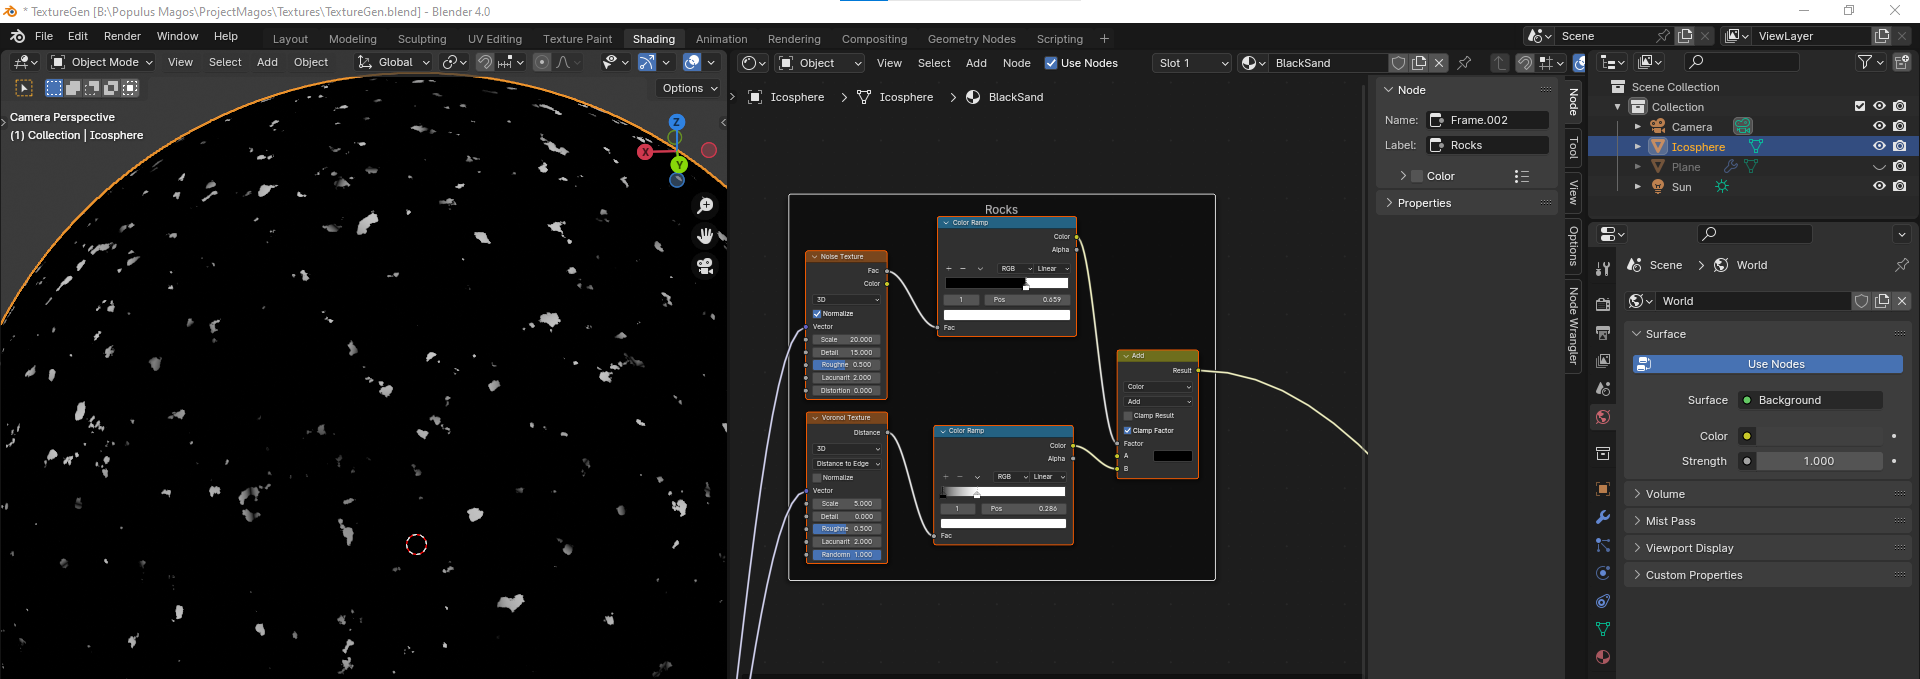 * TextureGen [B:\Populus Magos\ProjectMagos\Textures\TextureGen.blend] - Blender 4.0
File Edit Render Window Help
Layout Modeling Sculpting UV Editing Texture Paint Shading Animation Rendering Compositing Geometry Nodes Scripting +
Scene
ViewLayer
Object Mode View Select Add Object Global
Options
Camera Perspective
(1) Collection | Icosphere
Z
X
Y
Object View Select Add Node Use Nodes Slot 1 BlackSand
Icosphere > Icosphere > BlackSand
Rocks
Noise Texture
Fac
Color
3D
Normalize
Vector
Scale 20.000
Detail 15.000
Roughne 0.500
Lacunarit 2.000
Distortion 0.000
Voronoi Texture
Distance
3D
Distance to Edge
Normalize
Vector
Scale 5.000
Detail 0.000
Roughne 0.500
Lacunarit 2.000
Randomn 1.000
Color Ramp
Color
Alpha
RGB Linear
1 Pos 0.659
Fac
Color Ramp
Color
Alpha
RGB Linear
1 Pos 0.286
Fac
Add
Result
Color
Add
Clamp Result
Clamp Factor
Factor
A
B
Node
Name: Frame.002
Label: Rocks
Color
Properties
Node
Tool
View
Options
Node Wrangler
Scene Collection
Collection
Camera
Icosphere
Plane
Sun
Scene > World
World
Surface
Use Nodes
Surface Background
Color
Strength 1.000
Volume
Mist Pass
Viewport Display
Custom Properties